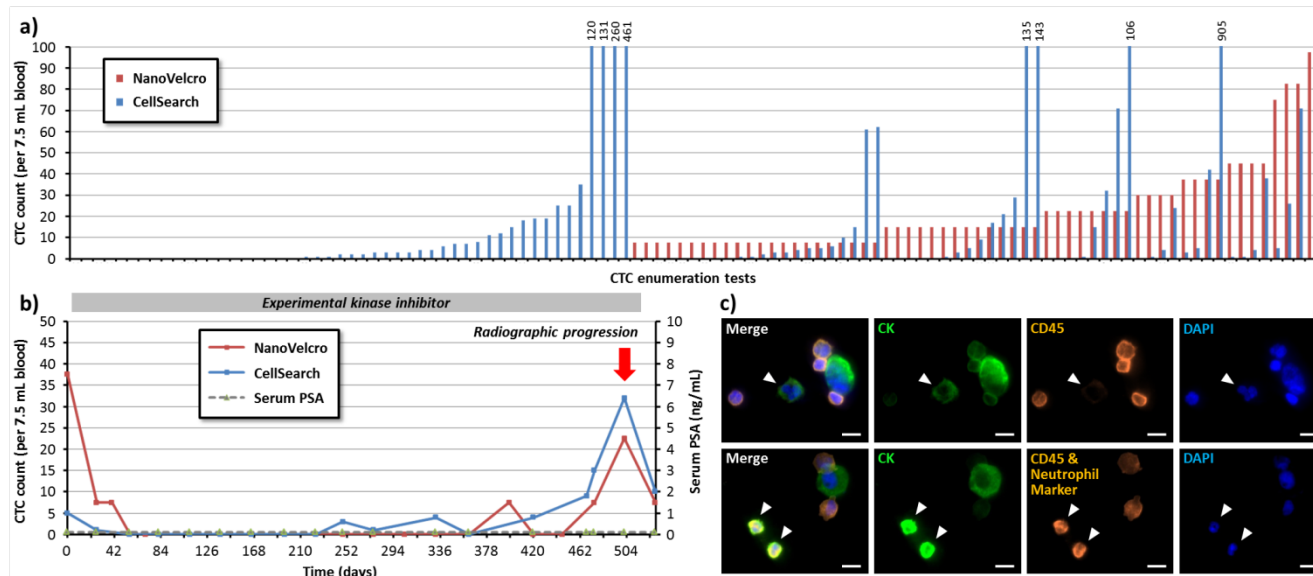 a)
120 131 260 461 135 143 106 905
100
90
80
70
60
50
40
30
20
10
0
CTC count (per 7.5 mL blood)
NanoVelcro
CellSearch
CTC enumeration tests
b)
Experimental kinase inhibitor
Radiographic progression
50
45
40
35
30
25
20
15
10
5
0
CTC count (per 7.5 mL blood)
NanoVelcro
CellSearch
Serum PSA
10
9
8
7
6
5
4
3
2
1
0
Serum PSA (ng/mL)
0 42 84 126 168 210 252 294 336 378 420 462 504
Time (days)
c)
Merge CK CD45 DAPI
Merge CK CD45 & DAPI
Neutrophil
Marker